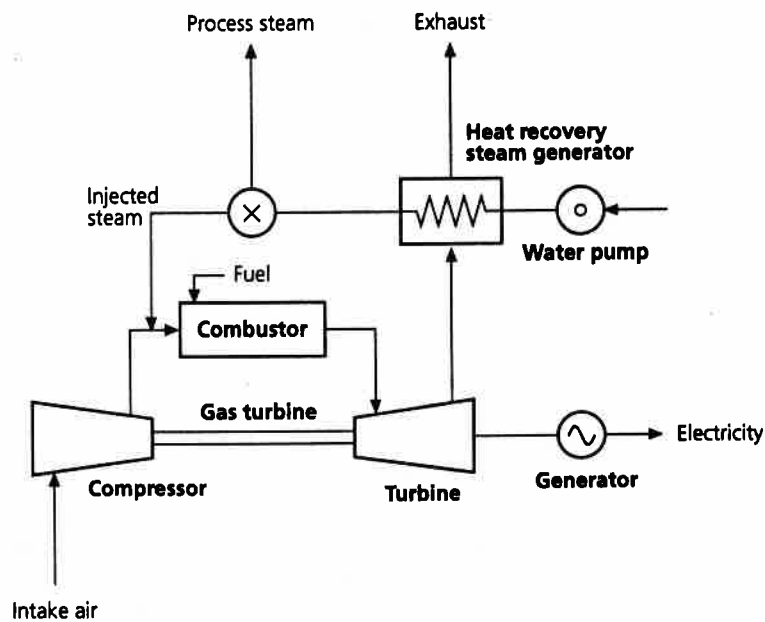 Process steam
Exhaust
Heat recovery
steam generator
Injected
steam
Water pump
Fuel
Combustor
Gas turbine
Electricity
Compressor
Turbine
Generator
Intake air